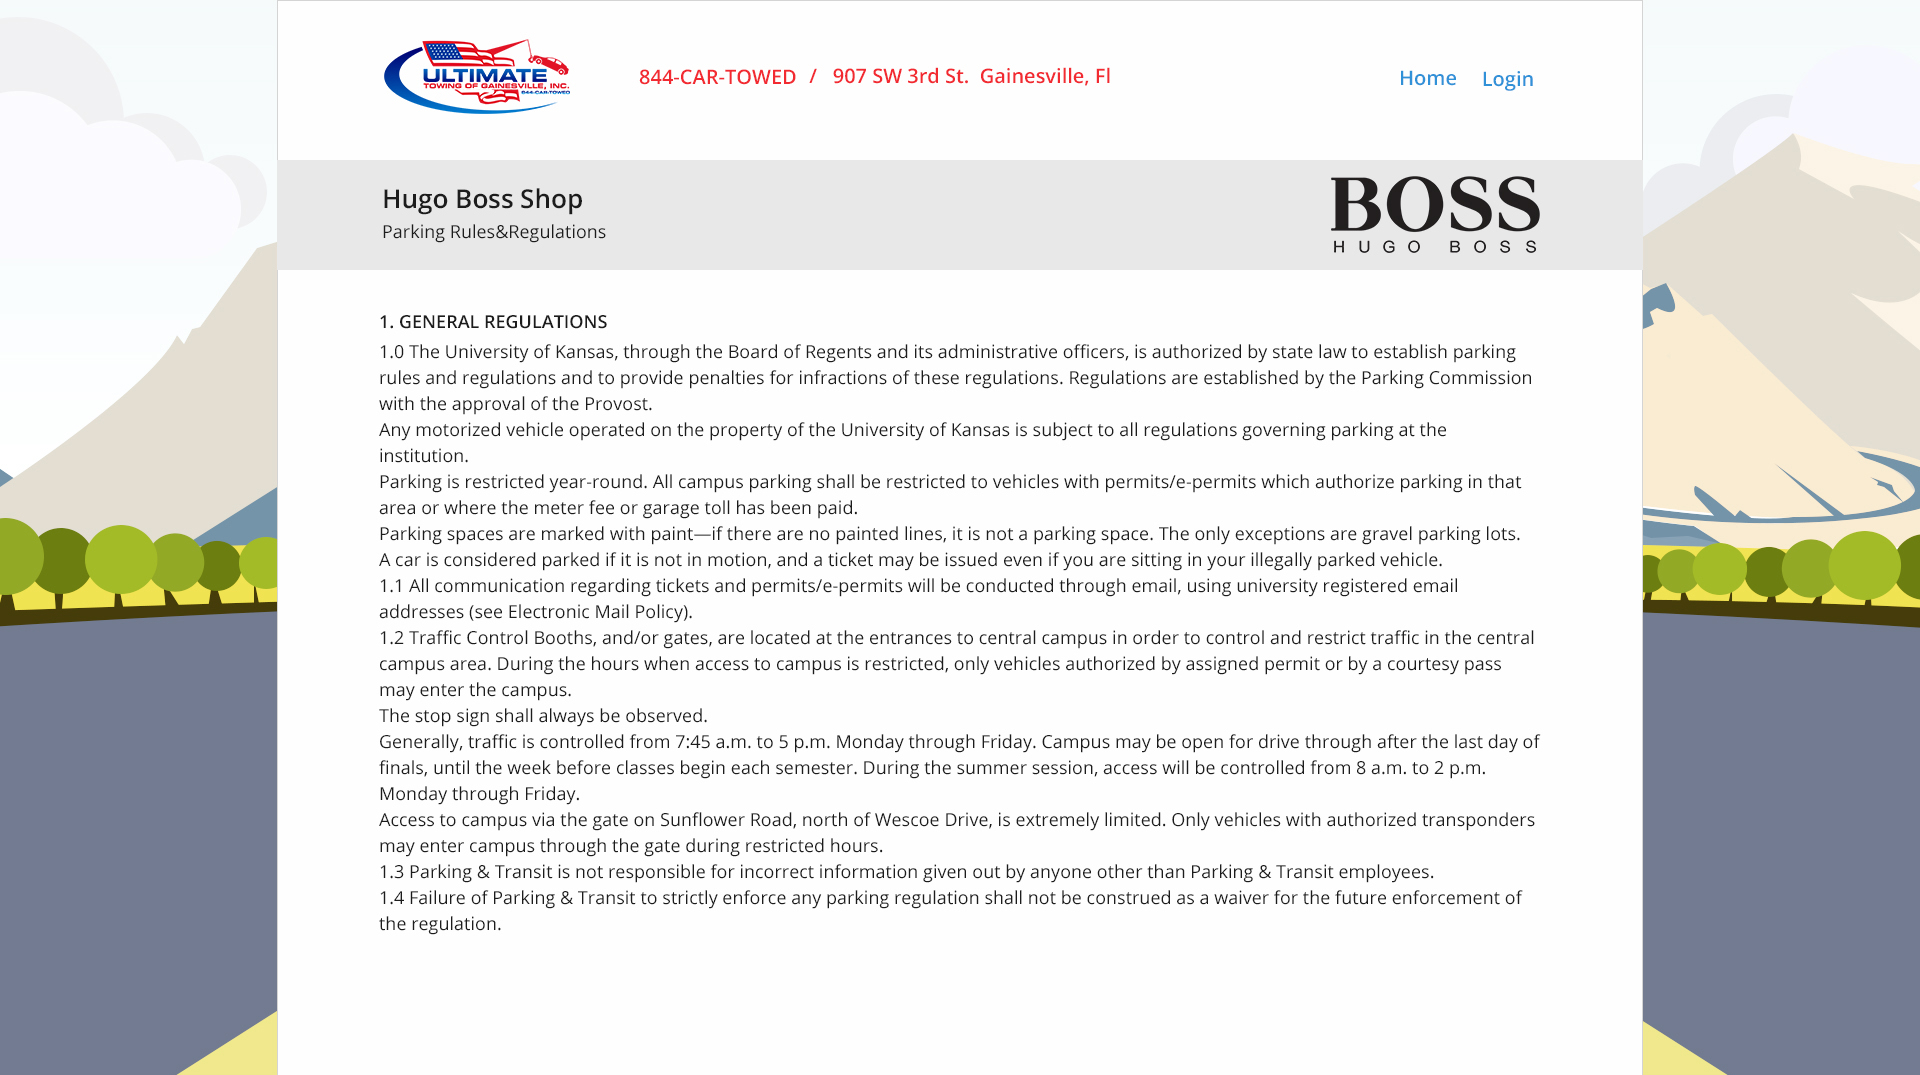 ULTIMATE
TOWING OF GAINESVILLE, INC.
844-CAR-TOWED
844-CAR-TOWED / 907 SW 3rd St. Gainesville, Fl
Home Login
Hugo Boss Shop
Parking Rules&Regulations
BOSS
HUGO BOSS
1. GENERAL REGULATIONS
1.0 The University of Kansas, through the Board of Regents and its administrative officers, is authorized by state law to establish parking
rules and regulations and to provide penalties for infractions of these regulations. Regulations are established by the Parking Commission
with the approval of the Provost.
Any motorized vehicle operated on the property of the University of Kansas is subject to all regulations governing parking at the
institution.
Parking is restricted year-round. All campus parking shall be restricted to vehicles with permits/e-permits which authorize parking in that
area or where the meter fee or garage toll has been paid.
Parking spaces are marked with paint—if there are no painted lines, it is not a parking space. The only exceptions are gravel parking lots.
A car is considered parked if it is not in motion, and a ticket may be issued even if you are sitting in your illegally parked vehicle.
1.1 All communication regarding tickets and permits/e-permits will be conducted through email, using university registered email
addresses (see Electronic Mail Policy).
1.2 Traffic Control Booths, and/or gates, are located at the entrances to central campus in order to control and restrict traffic in the central
campus area. During the hours when access to campus is restricted, only vehicles authorized by assigned permit or by a courtesy pass
may enter the campus.
The stop sign shall always be observed.
Generally, traffic is controlled from 7:45 a.m. to 5 p.m. Monday through Friday. Campus may be open for drive through after the last day of
finals, until the week before classes begin each semester. During the summer session, access will be controlled from 8 a.m. to 2 p.m.
Monday through Friday.
Access to campus via the gate on Sunflower Road, north of Wescoe Drive, is extremely limited. Only vehicles with authorized transponders
may enter campus through the gate during restricted hours.
1.3 Parking & Transit is not responsible for incorrect information given out by anyone other than Parking & Transit employees.
1.4 Failure of Parking & Transit to strictly enforce any parking regulation shall not be construed as a waiver for the future enforcement of
the regulation.